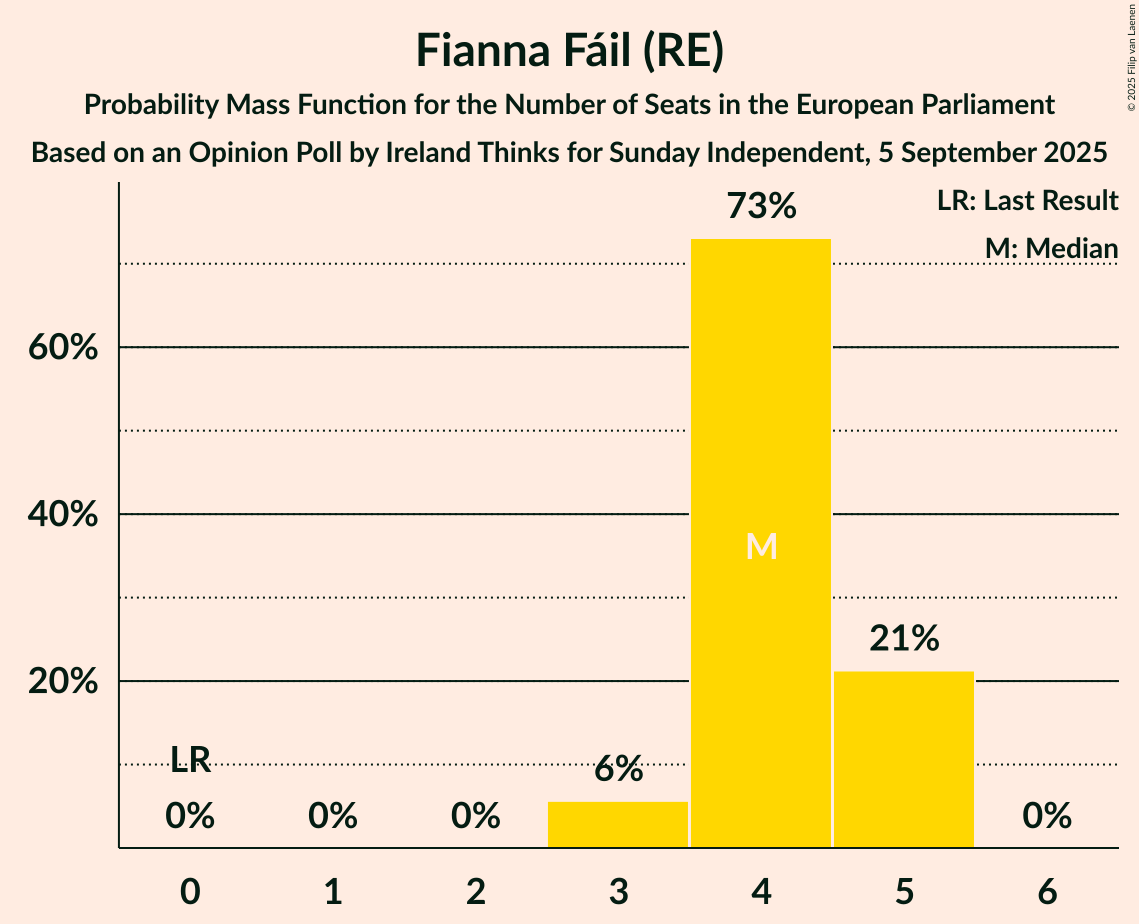 Fianna Fáil (RE)
Probability Mass Function for the Number of Seats in the European Parliament
Based on an Opinion Poll by Ireland Thinks for Sunday Independent, 5 September 2025
© 2025 Filip van Laenen
LR: Last Result
M: Median
73%
60%
40%
M
21%
20%
LR
6%
0% 0% 0% 0%
0 1 2 3 4 5 6